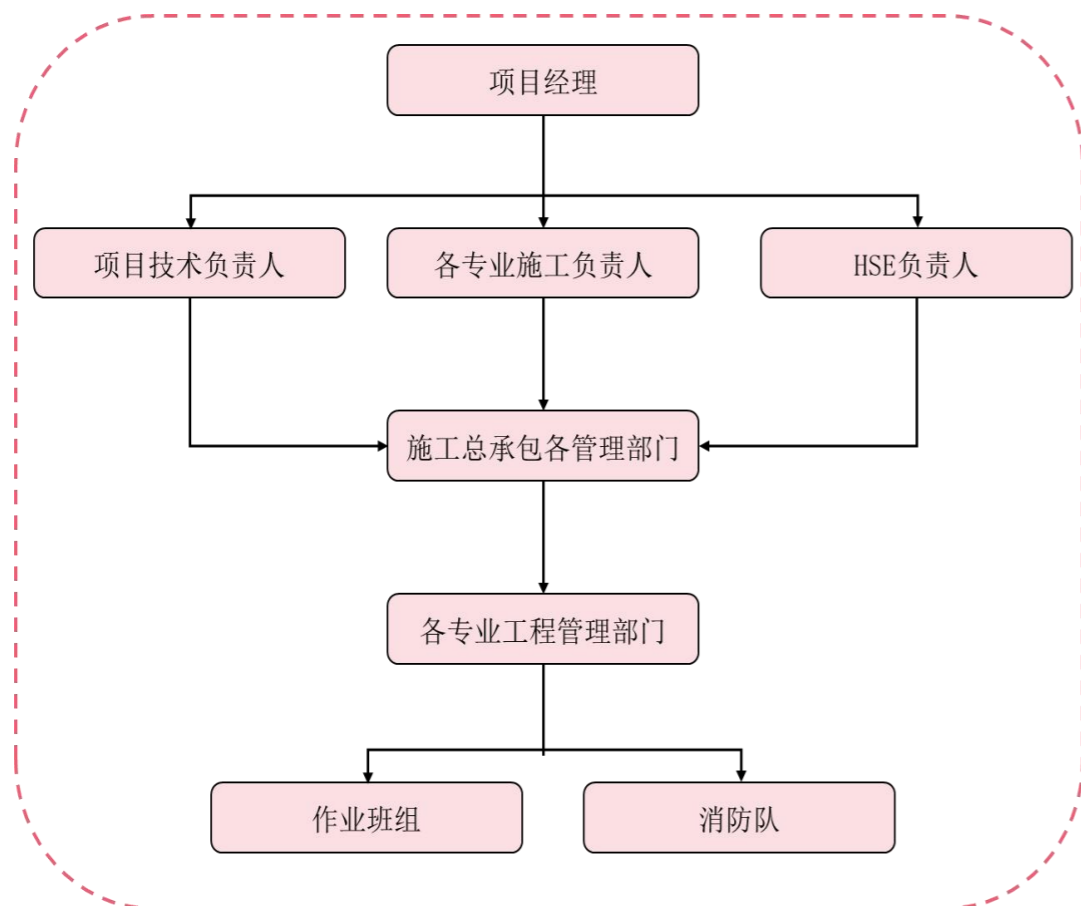 项目经理
项目技术负责人
各专业施工负责人
HSE负责人
施工总承包各管理部门
各专业工程管理部门
作业班组
消防队